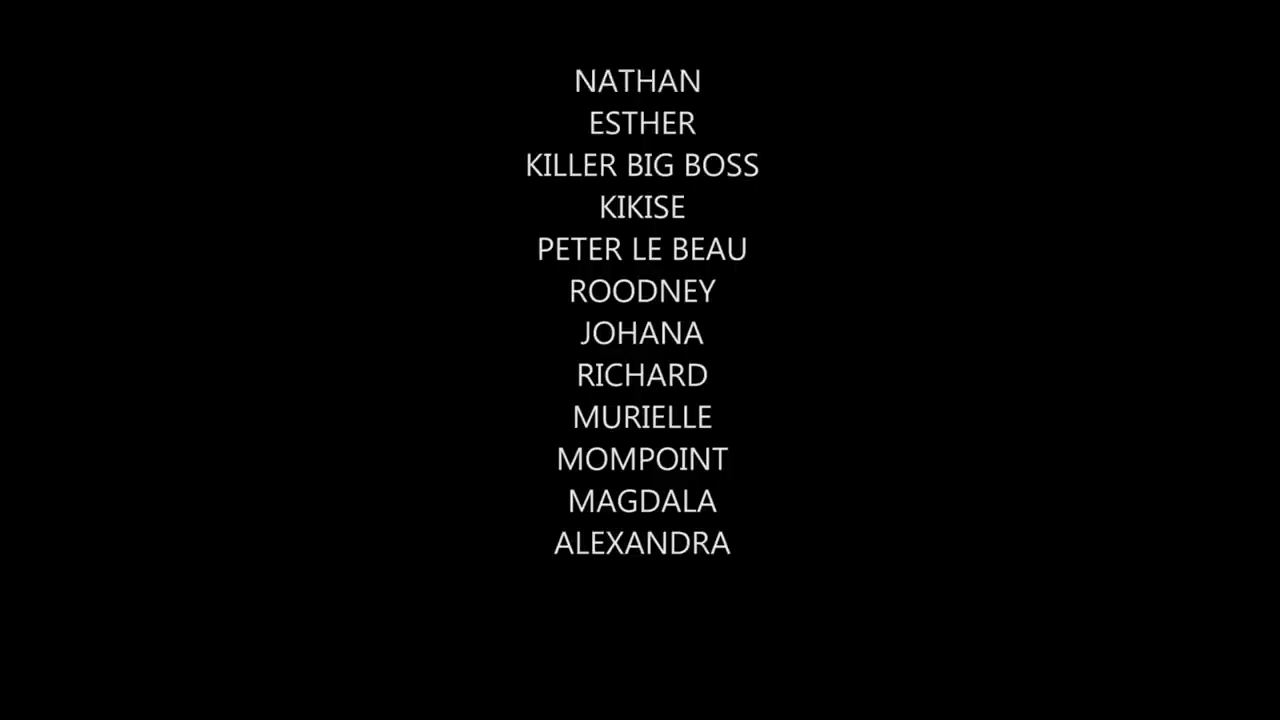 NATHAN
ESTHER
KILLER BIG BOSS
KIKISE
PETER LE BEAU
ROODNEY
JOHANA
RICHARD
MURIELLE
MOMPOINT
MAGDALA
ALEXANDRA